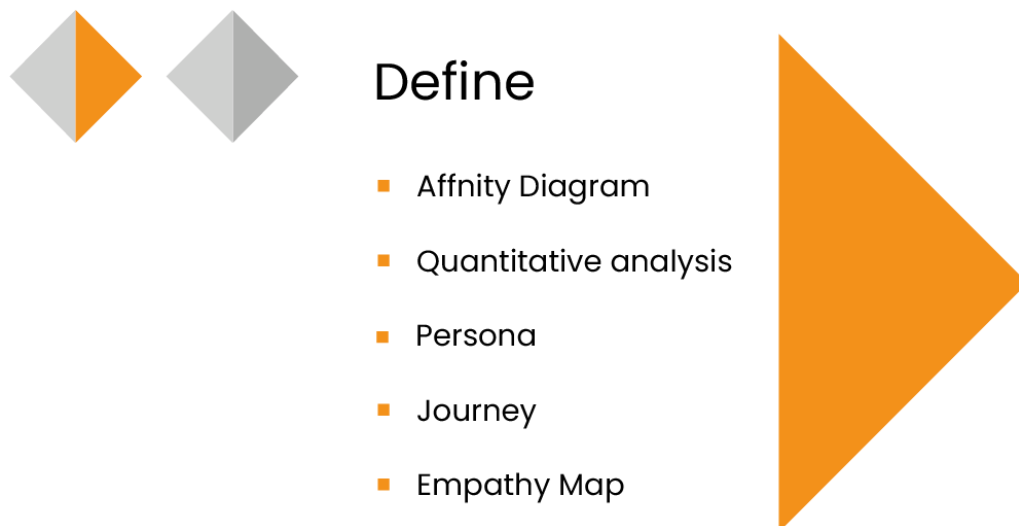 Define
Affnity Diagram
Quantitative analysis
Persona
Journey
Empathy Map